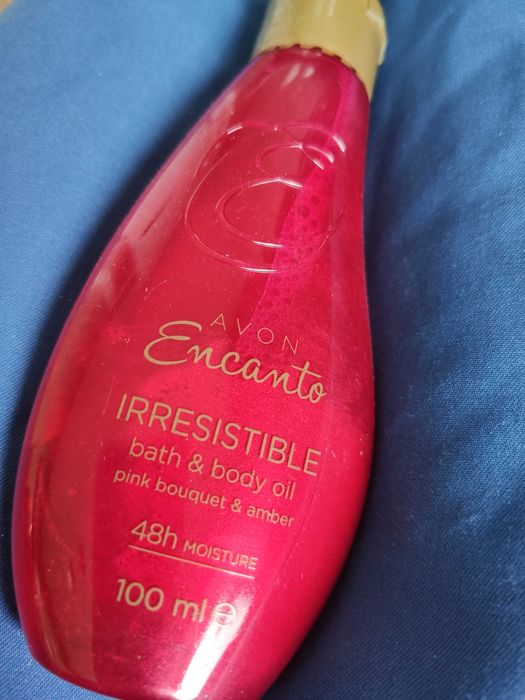 AVON
Encanto
IRRESISTIBLE
bath & body oil
pink bouquet & amber
48h MOISTURE
100 ml ℮